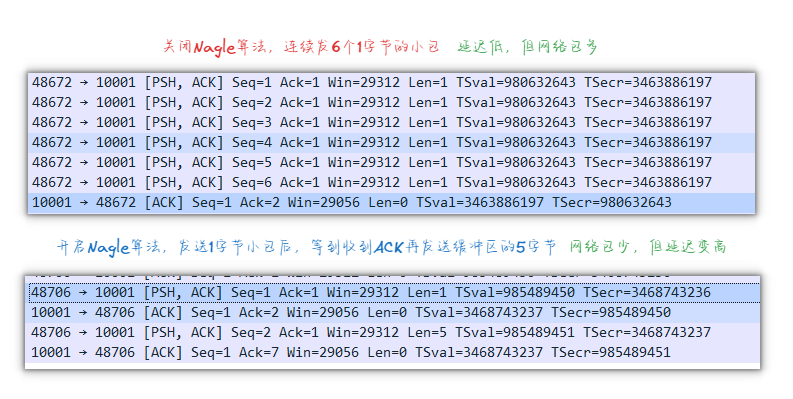 关闭Nagle算法，连续发6个1字节的小包 延迟低，但网络包多
48672 → 10001 [PSH, ACK] Seq=1 Ack=1 Win=29312 Len=1 TSval=980632643 TSecr=3463886197
48672 → 10001 [PSH, ACK] Seq=2 Ack=1 Win=29312 Len=1 TSval=980632643 TSecr=3463886197
48672 → 10001 [PSH, ACK] Seq=3 Ack=1 Win=29312 Len=1 TSval=980632643 TSecr=3463886197
48672 → 10001 [PSH, ACK] Seq=4 Ack=1 Win=29312 Len=1 TSval=980632643 TSecr=3463886197
48672 → 10001 [PSH, ACK] Seq=5 Ack=1 Win=29312 Len=1 TSval=980632643 TSecr=3463886197
48672 → 10001 [PSH, ACK] Seq=6 Ack=1 Win=29312 Len=1 TSval=980632643 TSecr=3463886197
10001 → 48672 [ACK] Seq=1 Ack=2 Win=29056 Len=0 TSval=3463886197 TSecr=980632643
开启Nagle算法，发送1字节小包后，等到收到ACK再发送缓冲区的5字节 网络包少，但延迟变高
48706 → 10001 [PSH, ACK] Seq=1 Ack=1 Win=29312 Len=1 TSval=985489450 TSecr=3468743236
10001 → 48706 [ACK] Seq=1 Ack=2 Win=29056 Len=0 TSval=3468743237 TSecr=985489450
48706 → 10001 [PSH, ACK] Seq=2 Ack=1 Win=29312 Len=5 TSval=985489451 TSecr=3468743237
10001 → 48706 [ACK] Seq=1 Ack=7 Win=29056 Len=0 TSval=3468743237 TSecr=985489451